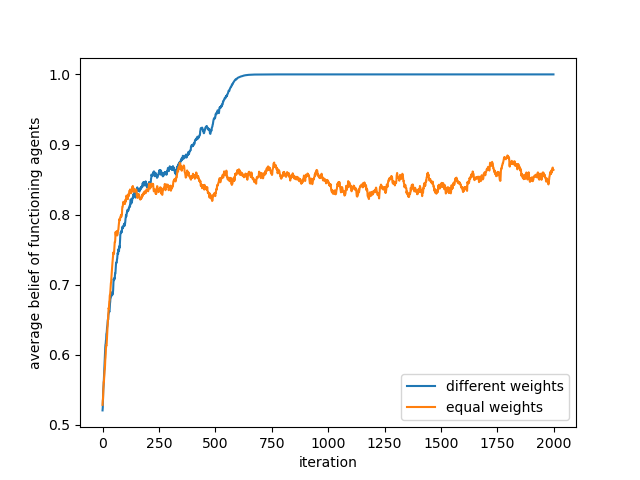 1.0
0.9
0.8
0.7
0.6
0.5
average belief of functioning agents
different weights
equal weights
0 250 500 750 1000 1250 1500 1750 2000
iteration